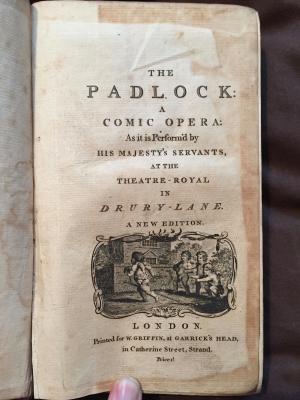 THE
PADLOCK:
A
COMIC OPERA:
As it is Perform'd by
HIS MAJESTY'S SERVANTS,
AT THE
THEATRE-ROYAL
IN
DRURY-LANE.
A NEW EDITION.
LONDON.
Printed for W. GRIFFIN, at GARRICK'S HEAD,
in Catherine Street, Strand.